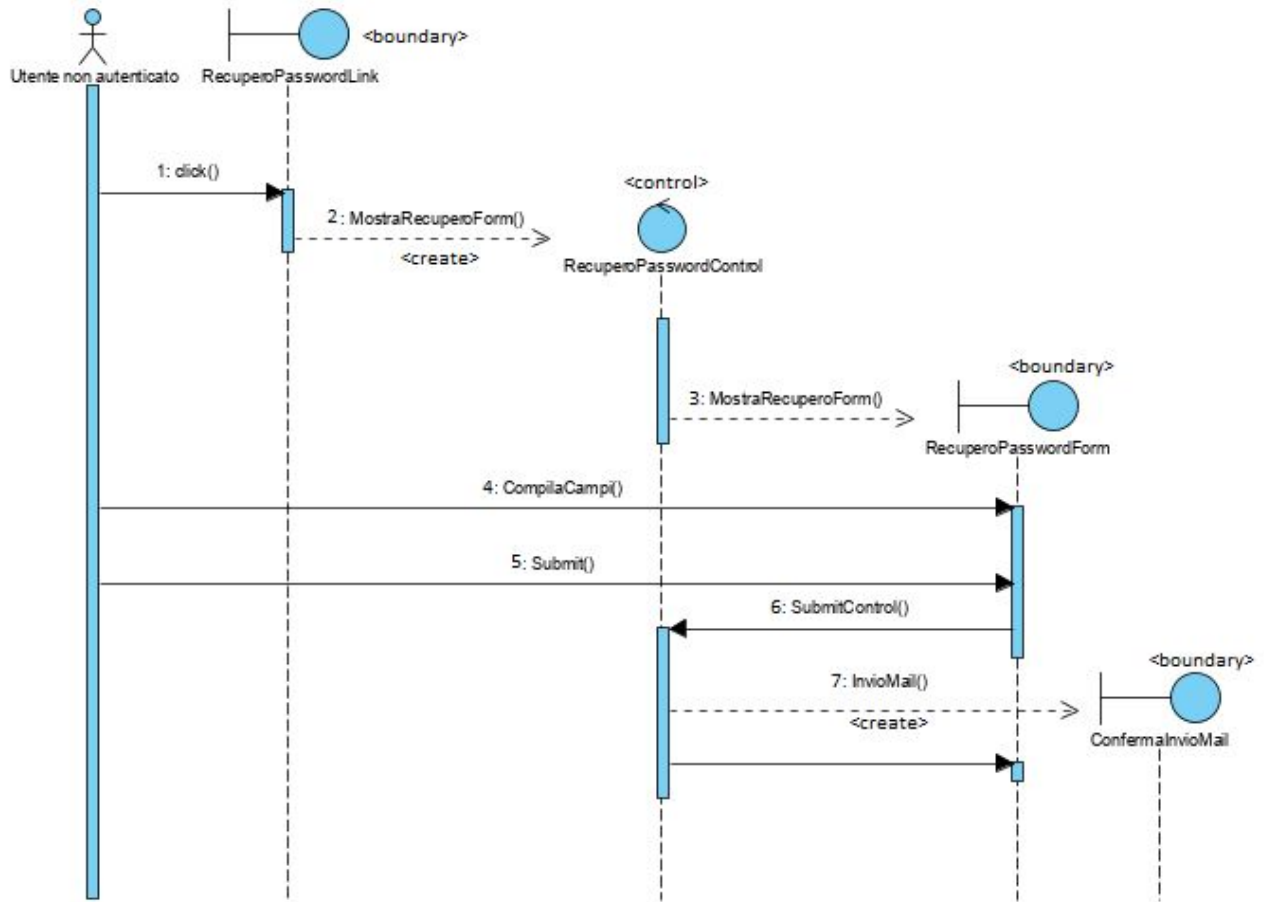 <boundary>
Utente non autenticato
RecuperoPasswordLink
1: click()
<control>
2: MostraRecuperoForm()
<create>
RecuperoPasswordControl
<boundary>
3: MostraRecuperoForm()
RecuperoPasswordForm
4: CompilaCampi()
5: Submit()
6: SubmitControl()
<boundary>
7: InvioMail()
<create>
ConfermaInvioMail